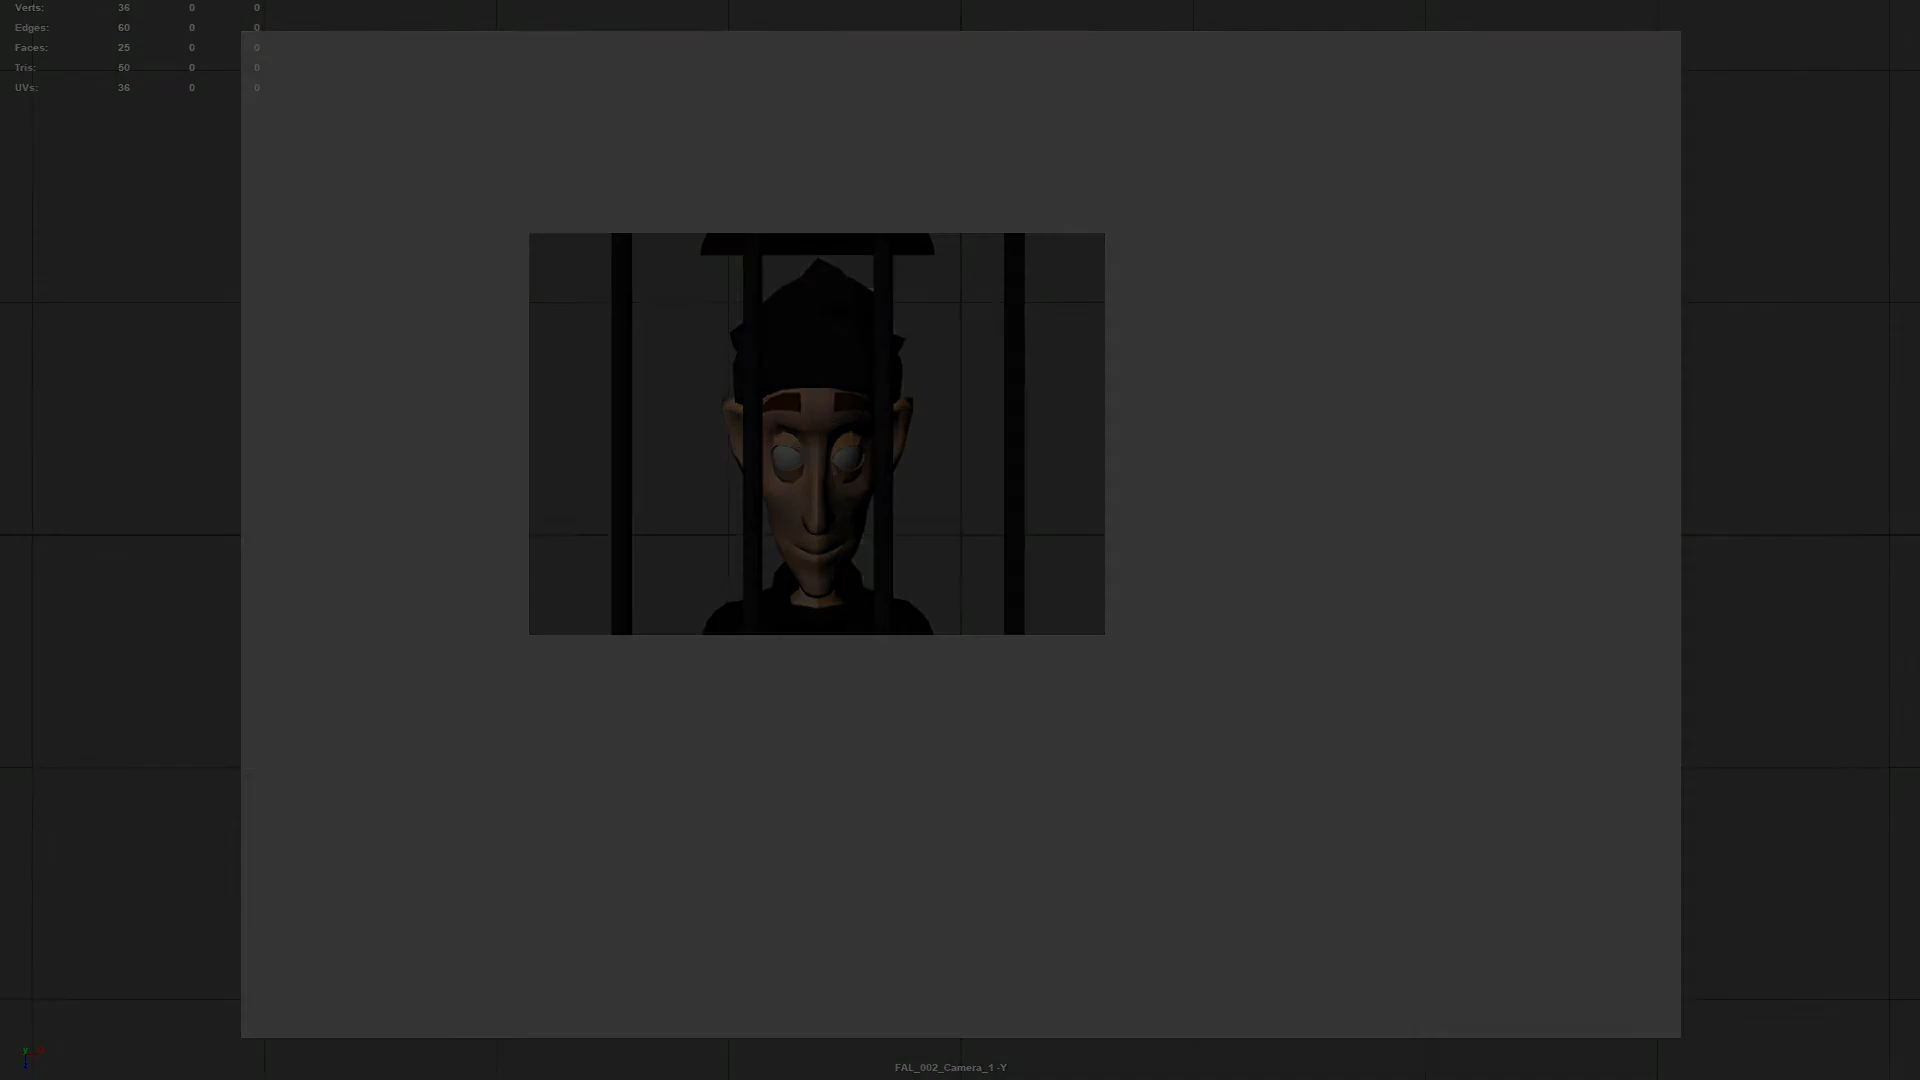 Verts: 36 0 0
Edges: 60 0 0
Faces: 25 0 0
Tris: 50 0 0
UVs: 36 0 0
y
FAL_002_Camera_1 -Y